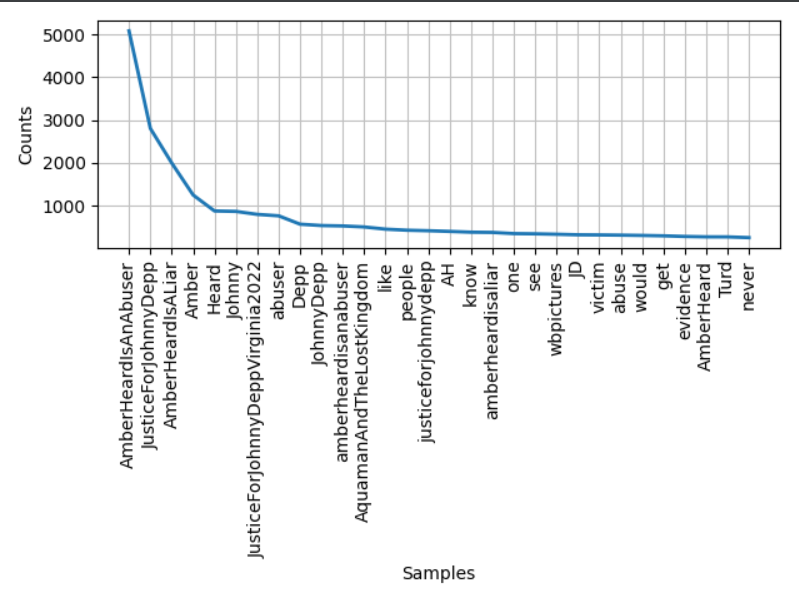 5000
4000
3000
2000
1000
Counts
AmberHeardIsAnAbuser
JusticeForJohnnyDepp
AmberHeardIsALiar
Amber
Heard
Johnny
JusticeForJohnnyDeppVirginia2022
abuser
Depp
JohnnyDepp
amberheardisanabuser
AquamanAndTheLostKingdom
like
people
justiceforjohnnydepp
AH
know
amberheardisaliar
one
see
wbpictures
JD
victim
abuse
would
get
evidence
AmberHeard
Turd
never
Samples